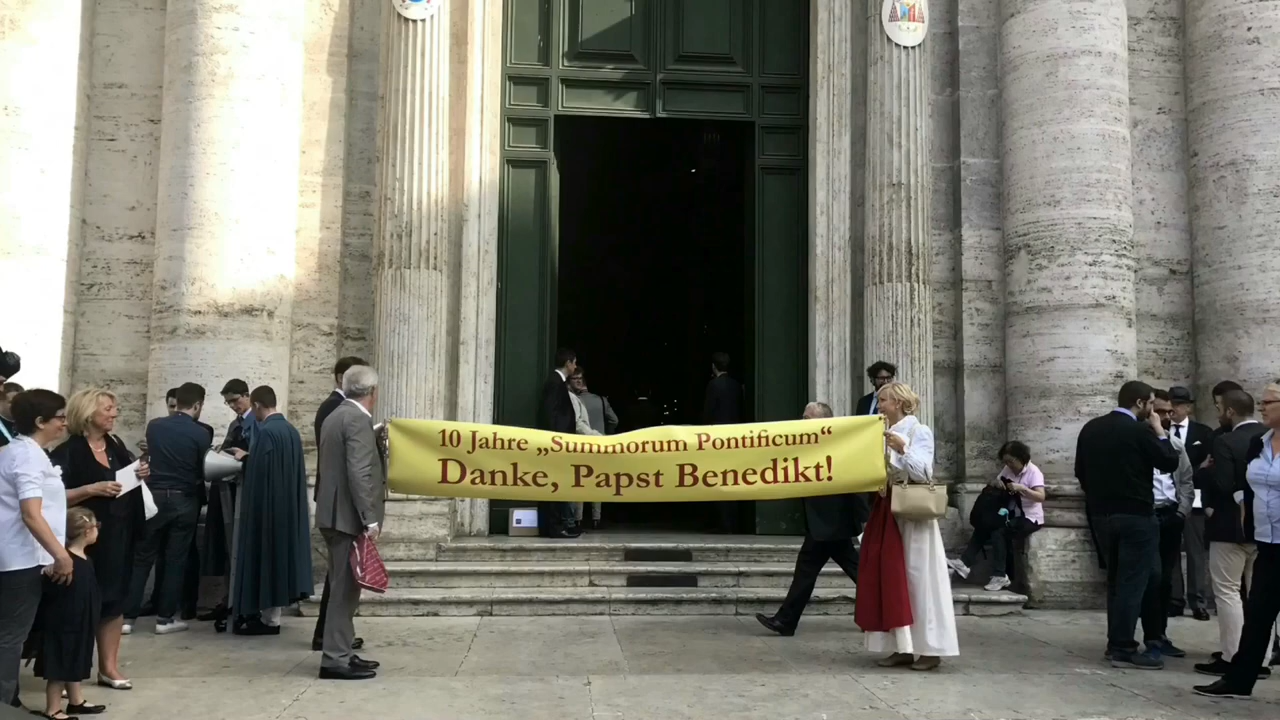 10 Jahre „Summorum Pontificum“
Danke, Papst Benedikt!